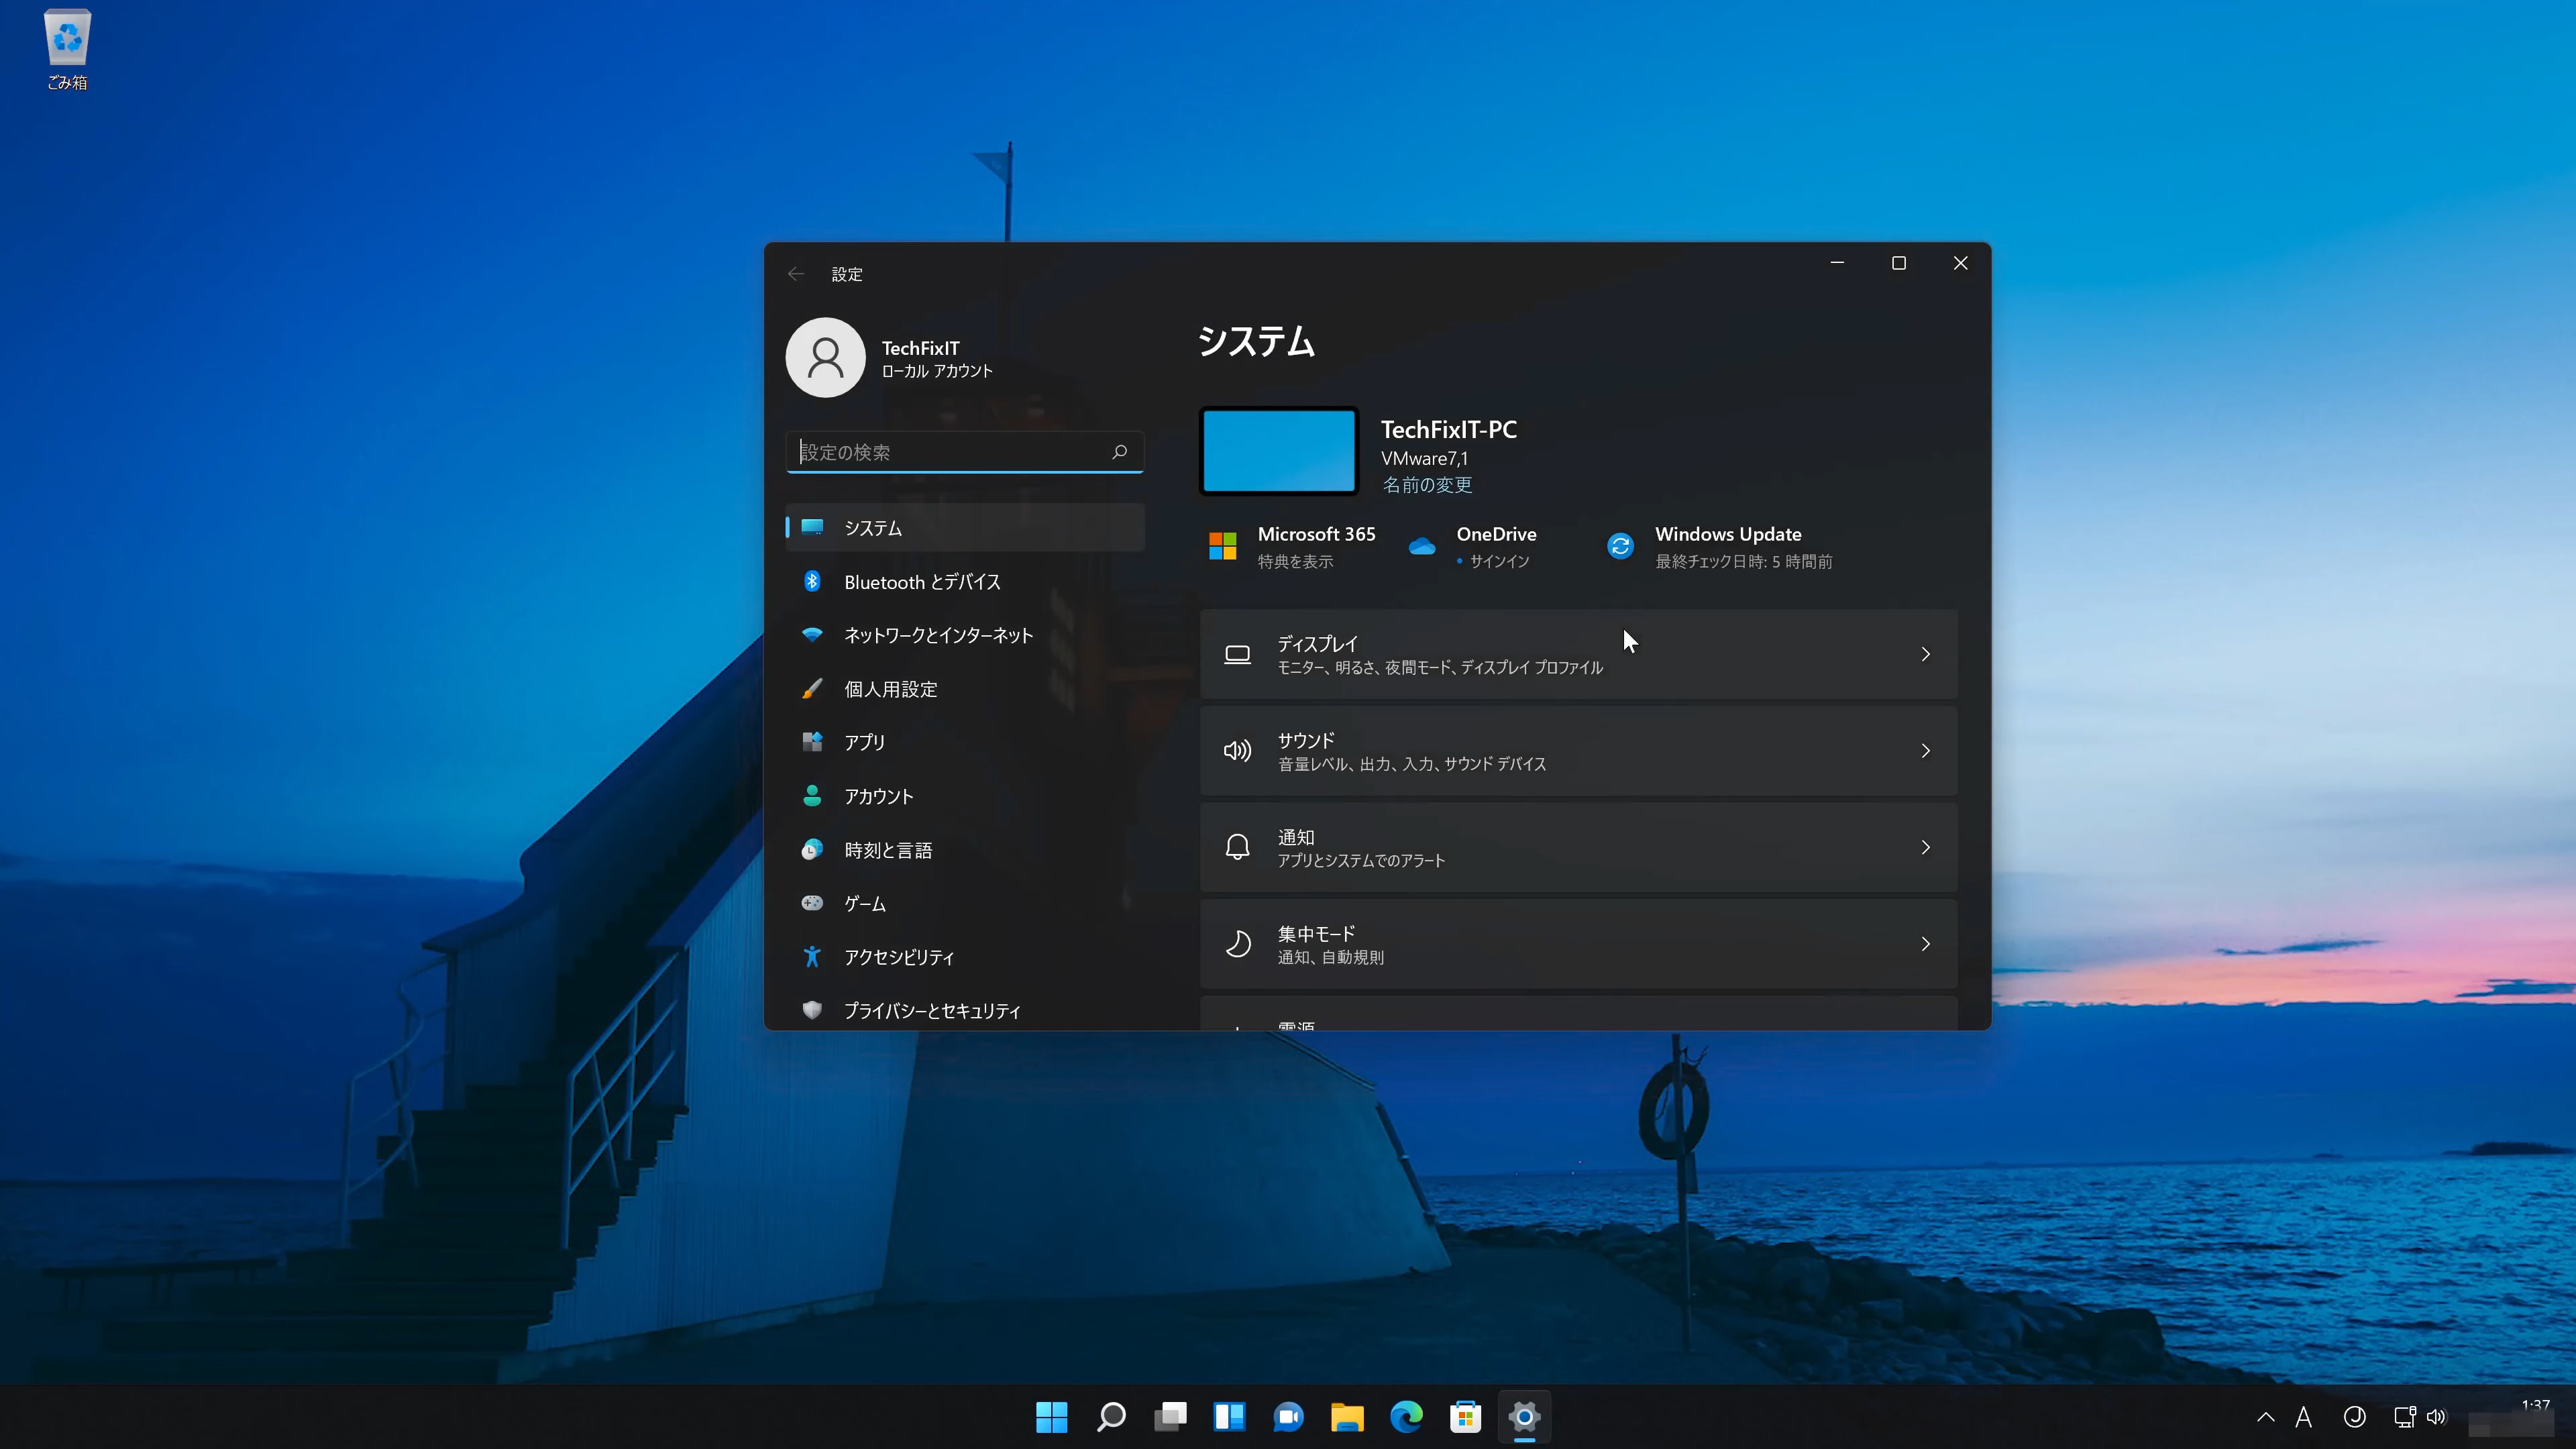 ごみ箱
設定
TechFixIT
ローカル アカウント
設定の検索
システム
Bluetooth とデバイス
ネットワークとインターネット
個人用設定
アプリ
アカウント
時刻と言語
ゲーム
アクセシビリティ
プライバシーとセキュリティ
システム
TechFixIT-PC
VMware7,1
名前の変更
Microsoft 365
特典を表示
OneDrive
• サインイン
Windows Update
最終チェック日時: 5 時間前
ディスプレイ
モニター、明るさ、夜間モード、ディスプレイ プロファイル
サウンド
音量レベル、出力、入力、サウンド デバイス
通知
アプリとシステムでのアラート
集中モード
通知、自動規則
電源
A
1:37